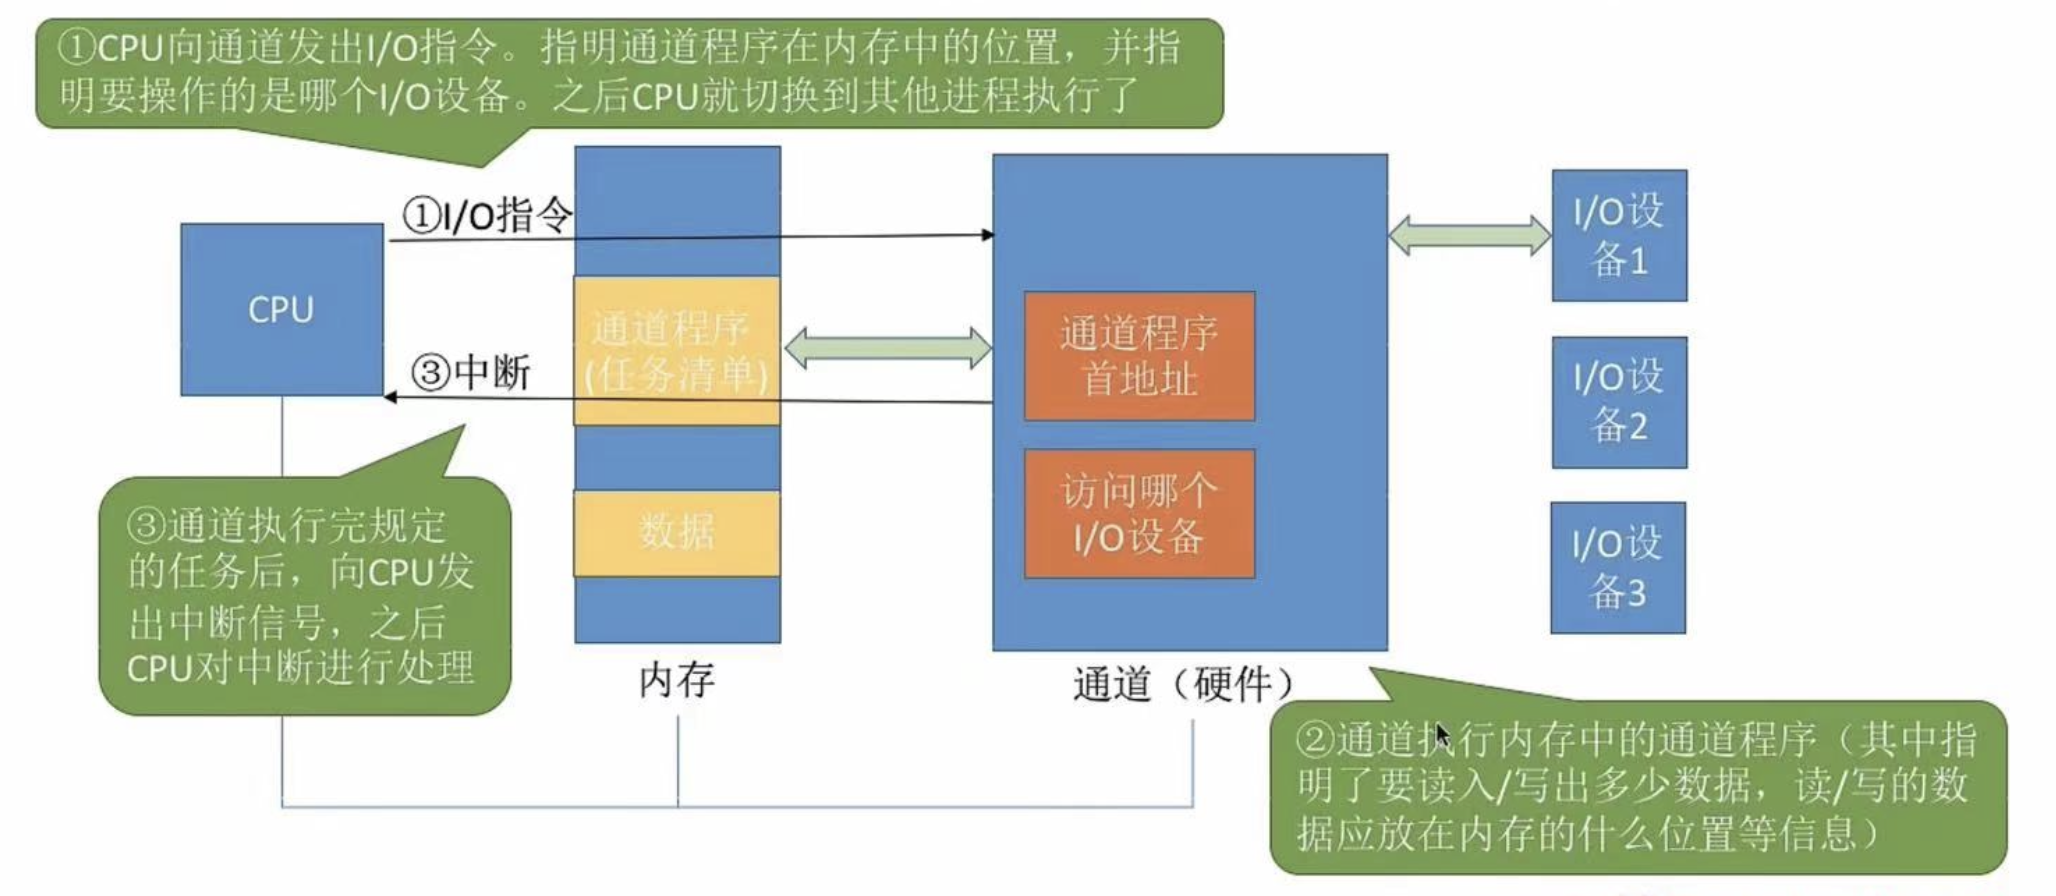 ①CPU向通道发出I/O指令。指明通道程序在内存中的位置，并指
明要操作的是哪个I/O设备。之后CPU就切换到其他进程执行了
①I/O指令
CPU
③中断
通道程序
(任务清单)
数据
内存
通道程序
首地址
访问哪个
I/O设备
通道（硬件）
I/O设
备1
I/O设
备2
I/O设
备3
③通道执行完规定
的任务后，向CPU发
出中断信号，之后
CPU对中断进行处理
②通道执行内存中的通道程序（其中指
明了要读入/写出多少数据，读/写的数
据应放在内存的什么位置等信息）